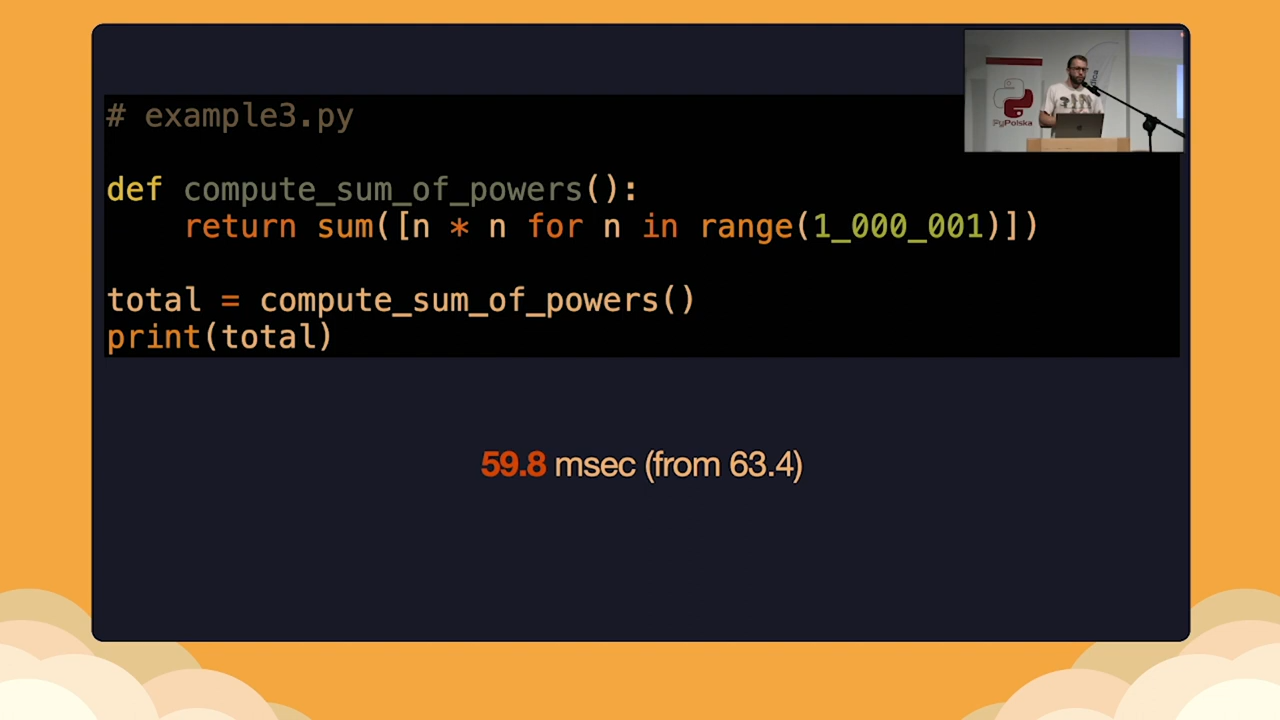 # example3.py
def compute_sum_of_powers():
return sum([n * n for n in range(1_000_001)])
total = compute_sum_of_powers()
print(total)
59.8 msec (from 63.4)
PyPolska